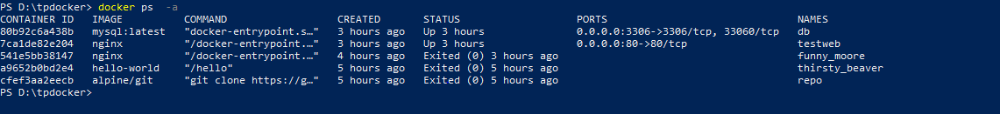 PS D:\tpdocker> docker ps  -a
CONTAINER ID   IMAGE          COMMAND                  CREATED       STATUS                   PORTS                               NAMES
80b92c6a438b   mysql:latest   "docker-entrypoint.s…"   3 hours ago   Up 3 hours               0.0.0.0:3306->3306/tcp, 33060/tcp   db
7ca1de82e204   nginx          "/docker-entrypoint.…"   3 hours ago   Up 3 hours               0.0.0.0:80->80/tcp                  testweb
541e5bb38147   nginx          "/docker-entrypoint.…"   4 hours ago   Exited (0) 3 hours ago                                       funny_moore
a9652b0bd2e4   hello-world    "/hello"                 5 hours ago   Exited (0) 5 hours ago                                       thirsty_beaver
cfef3aa2eecb   alpine/git     "git clone https://g…"   5 hours ago   Exited (0) 5 hours ago                                       repo
PS D:\tpdocker>